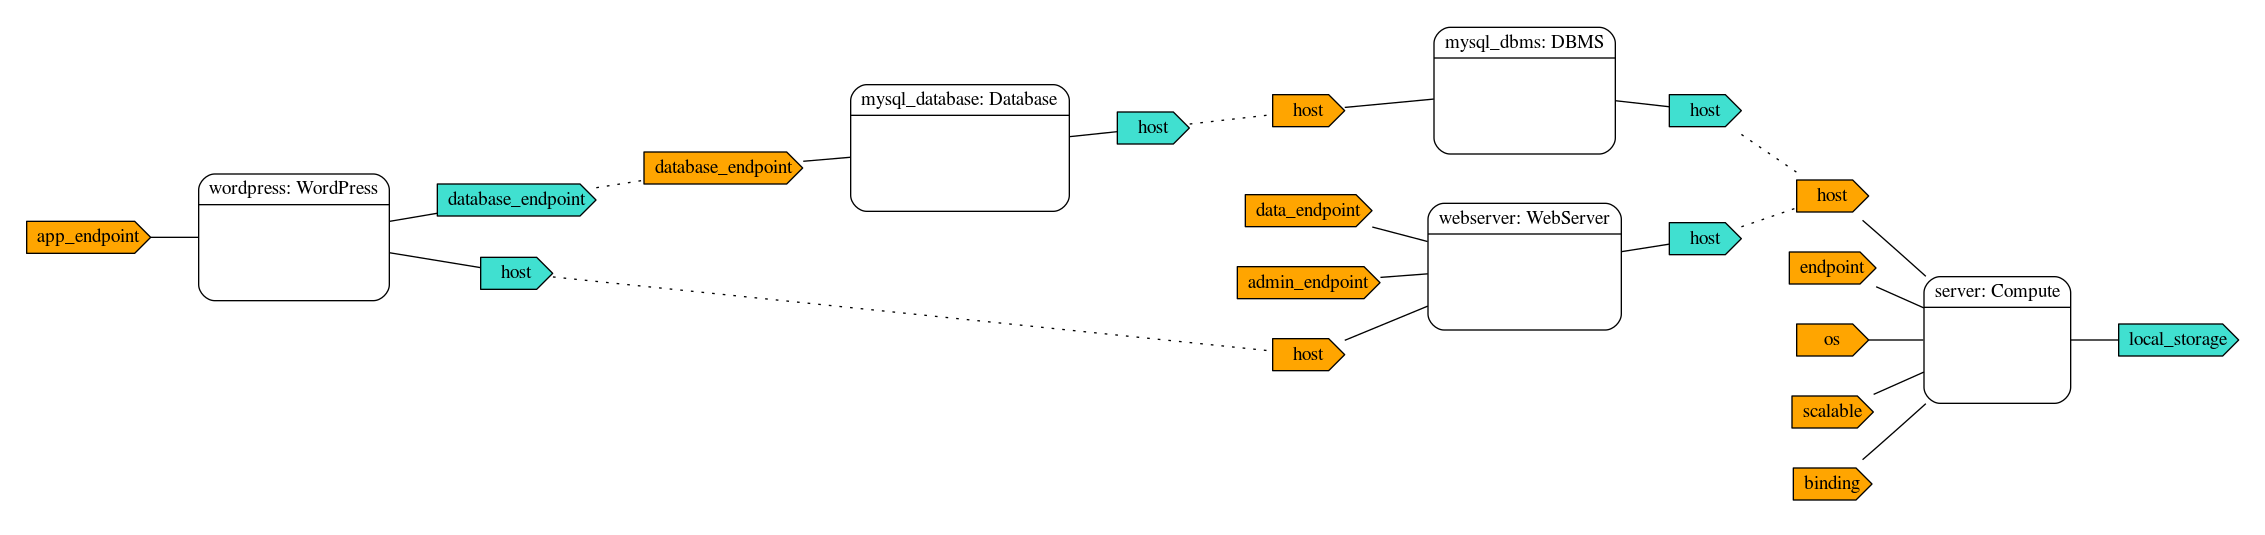 app_endpoint
wordpress: WordPress
database_endpoint
host
database_endpoint
mysql_database: Database
host
host
mysql_dbms: DBMS
host
data_endpoint
admin_endpoint
host
webserver: WebServer
host
host
endpoint
os
scalable
binding
server: Compute
local_storage